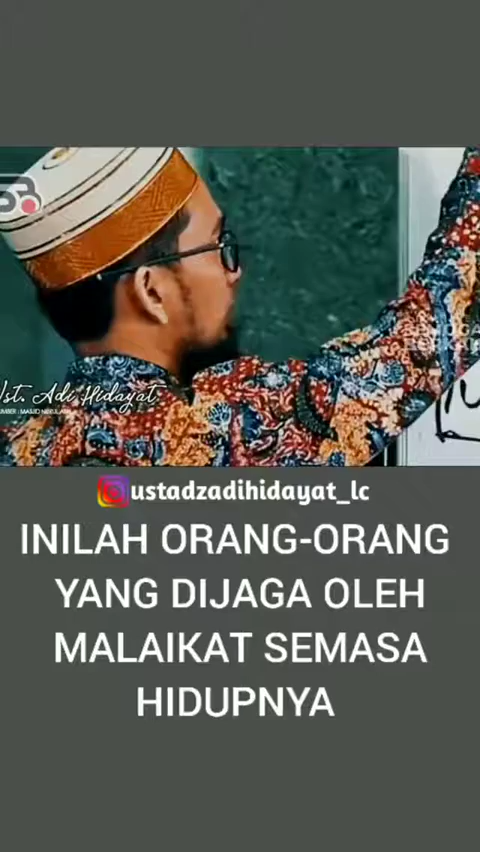 Ust. Adi Hidayat
ustadzadihidayat_lc
INILAH ORANG-ORANG
YANG DIJAGA OLEH
MALAIKAT SEMASA
HIDUPNYA